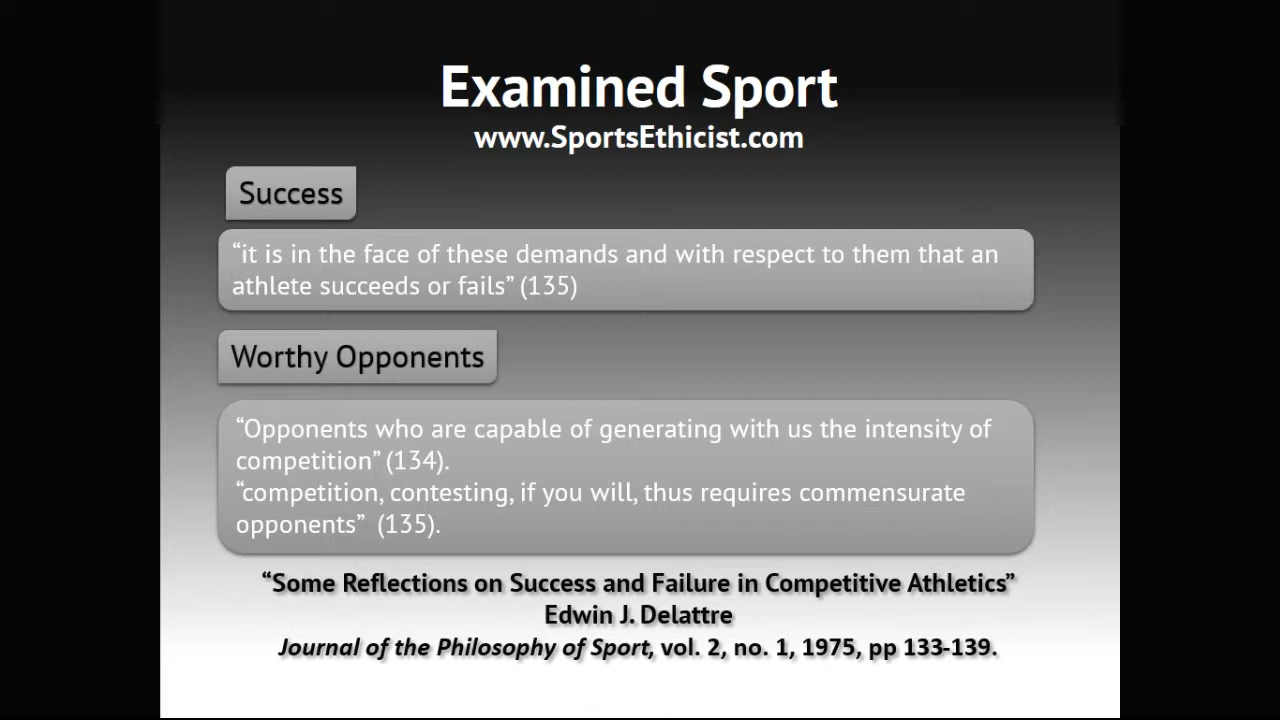 Examined Sport
www.SportsEthicist.com
Success
“it is in the face of these demands and with respect to them that an
athlete succeeds or fails” (135)
Worthy Opponents
“Opponents who are capable of generating with us the intensity of
competition” (134).
“competition, contesting, if you will, thus requires commensurate
opponents”  (135).
“Some Reflections on Success and Failure in Competitive Athletics”
Edwin J. Delattre
Journal of the Philosophy of Sport, vol. 2, no. 1, 1975, pp 133-139.